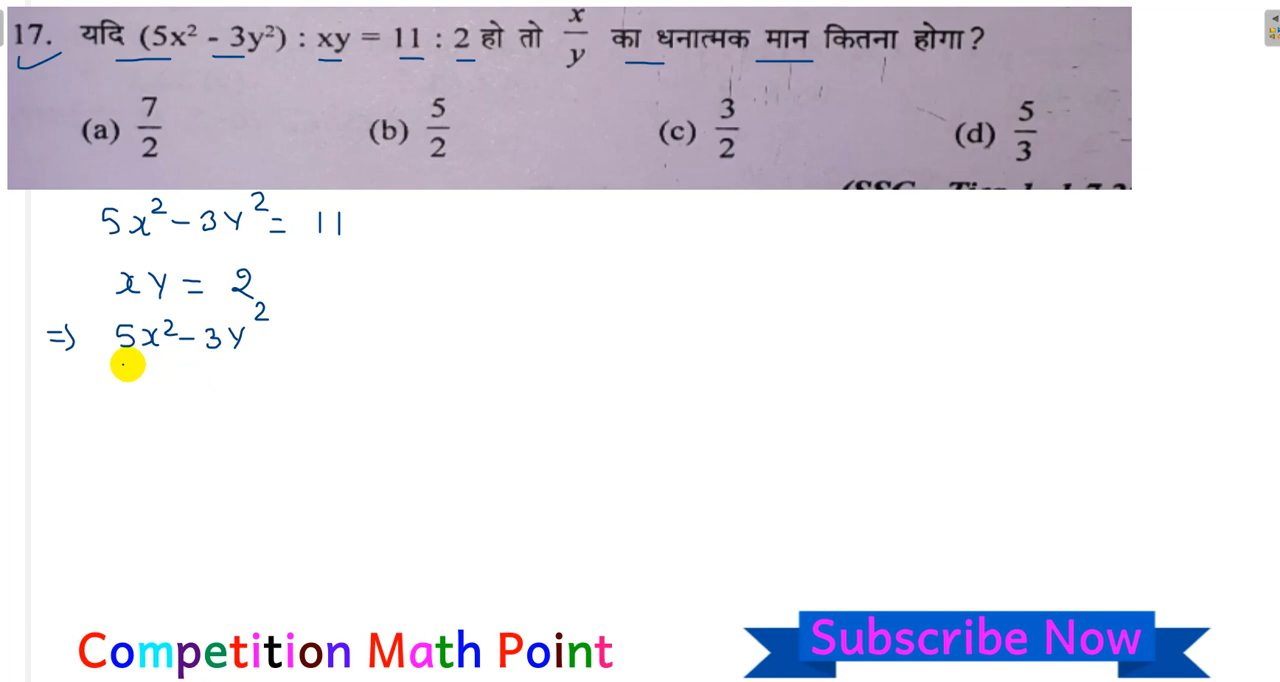 17. यदि (5x² - 3y²) : xy = 11 : 2 हो तो x/y का धनात्मक मान कितना होगा?
(a) 7/2 (b) 5/2 (c) 3/2 (d) 5/3
5x² - 3y² = 11
xy = 2
⇒ 5x² - 3y²
Competition Math Point
Subscribe Now